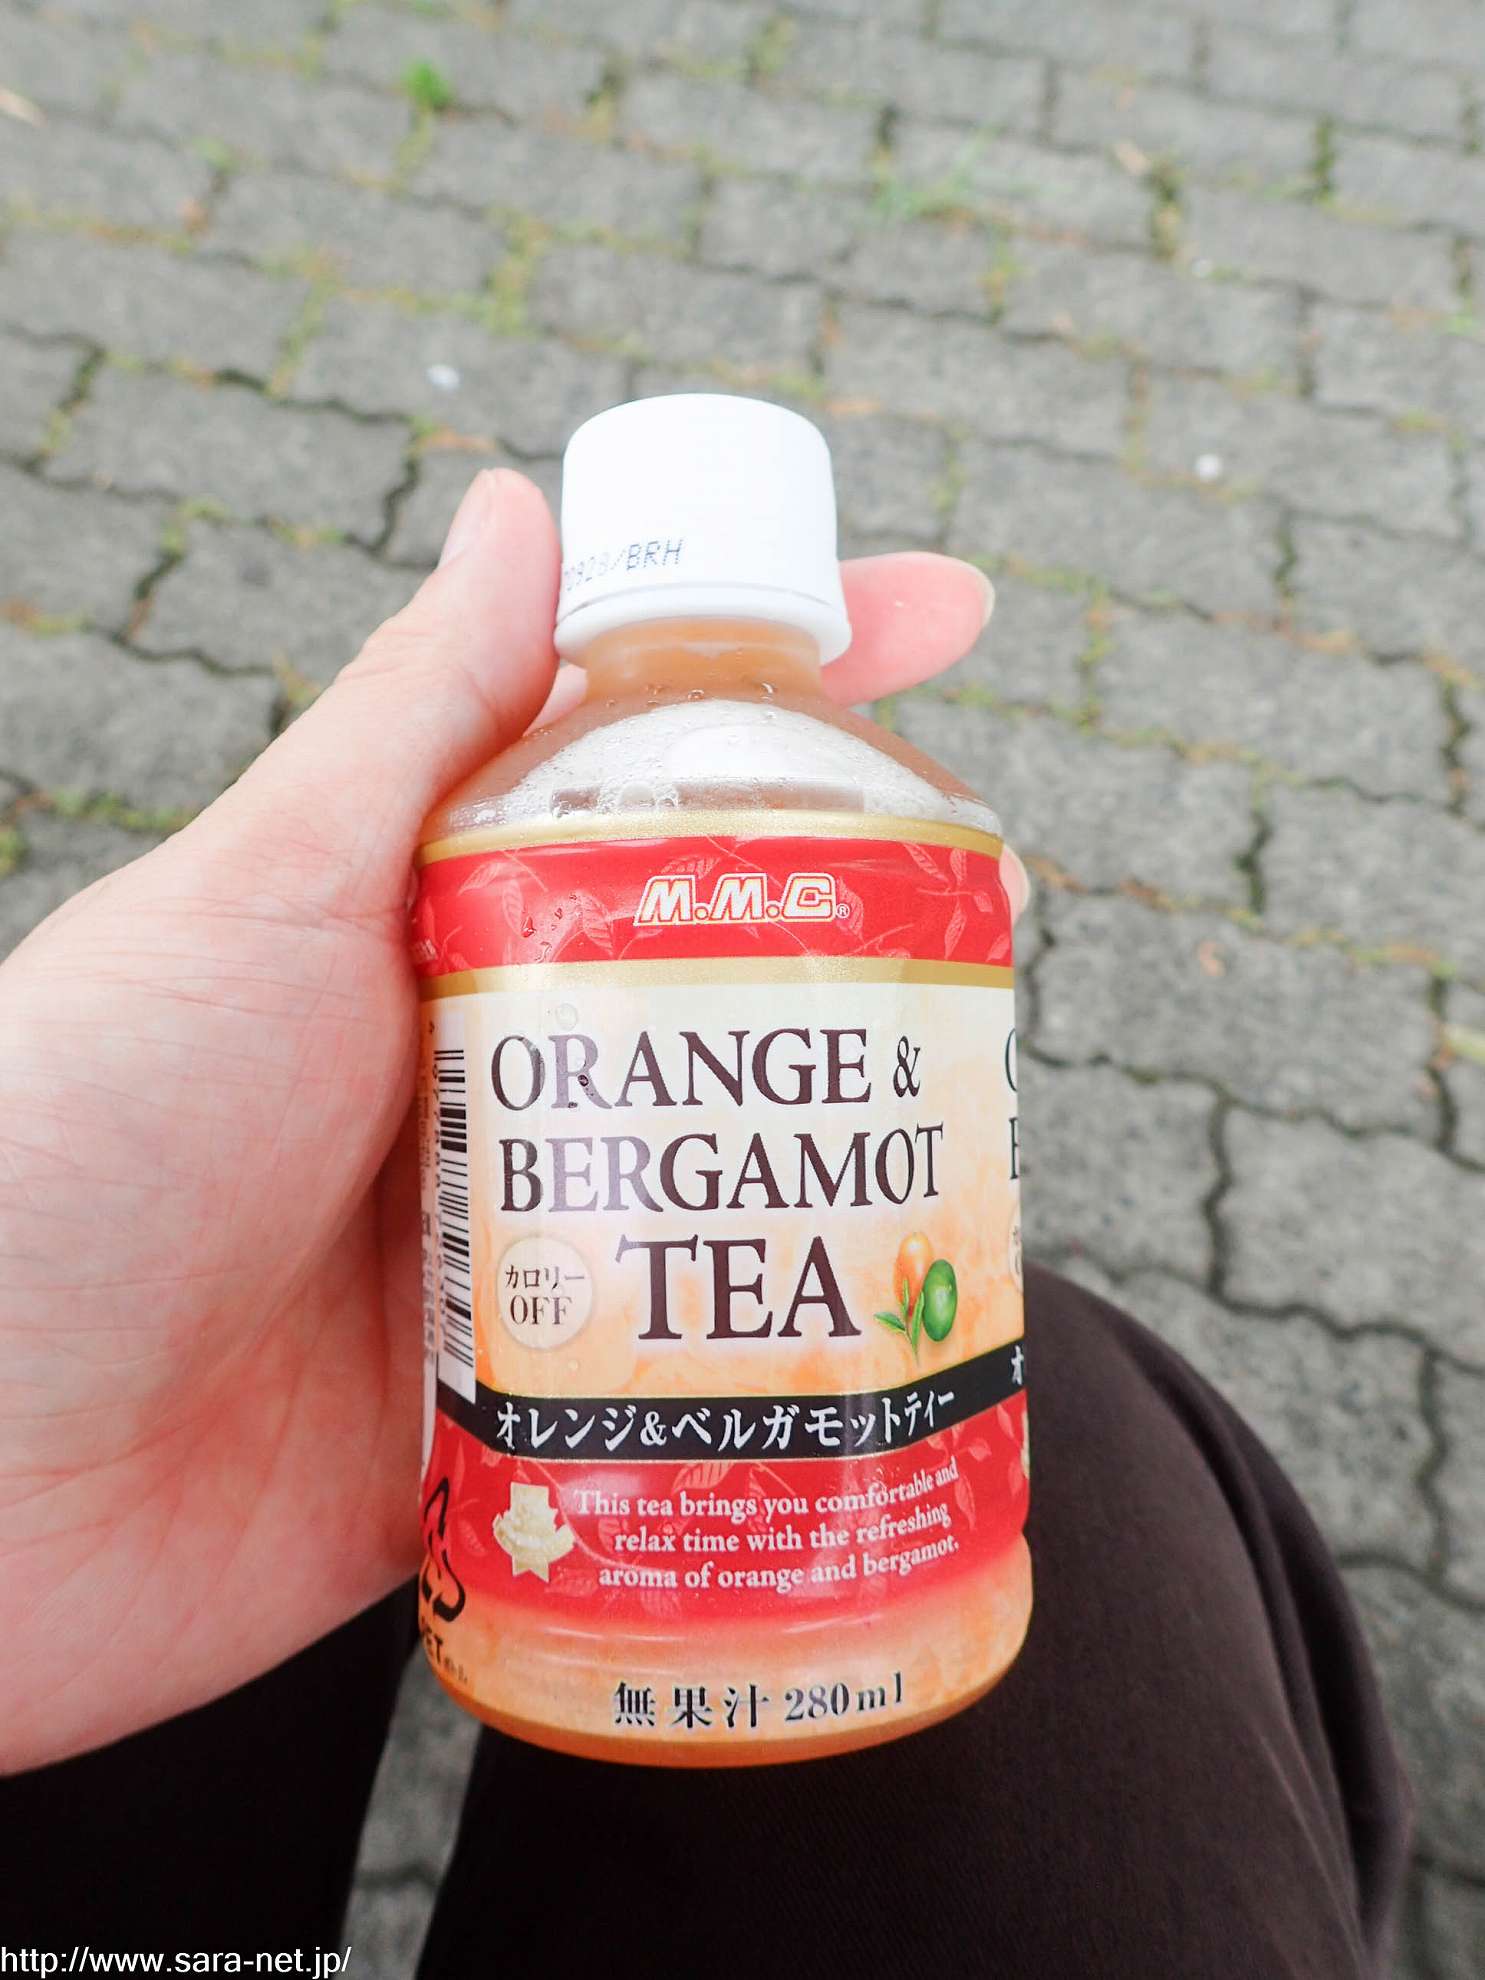 0928/BRH
M.M.C®
ORANGE &
BERGAMOT
TEA
カロリー
OFF
オレンジ&ベルガモットティー
This tea brings you comfortable and
relax time with the refreshing
aroma of orange and bergamot.
無果汁 280ml
http://www.sara-net.jp/